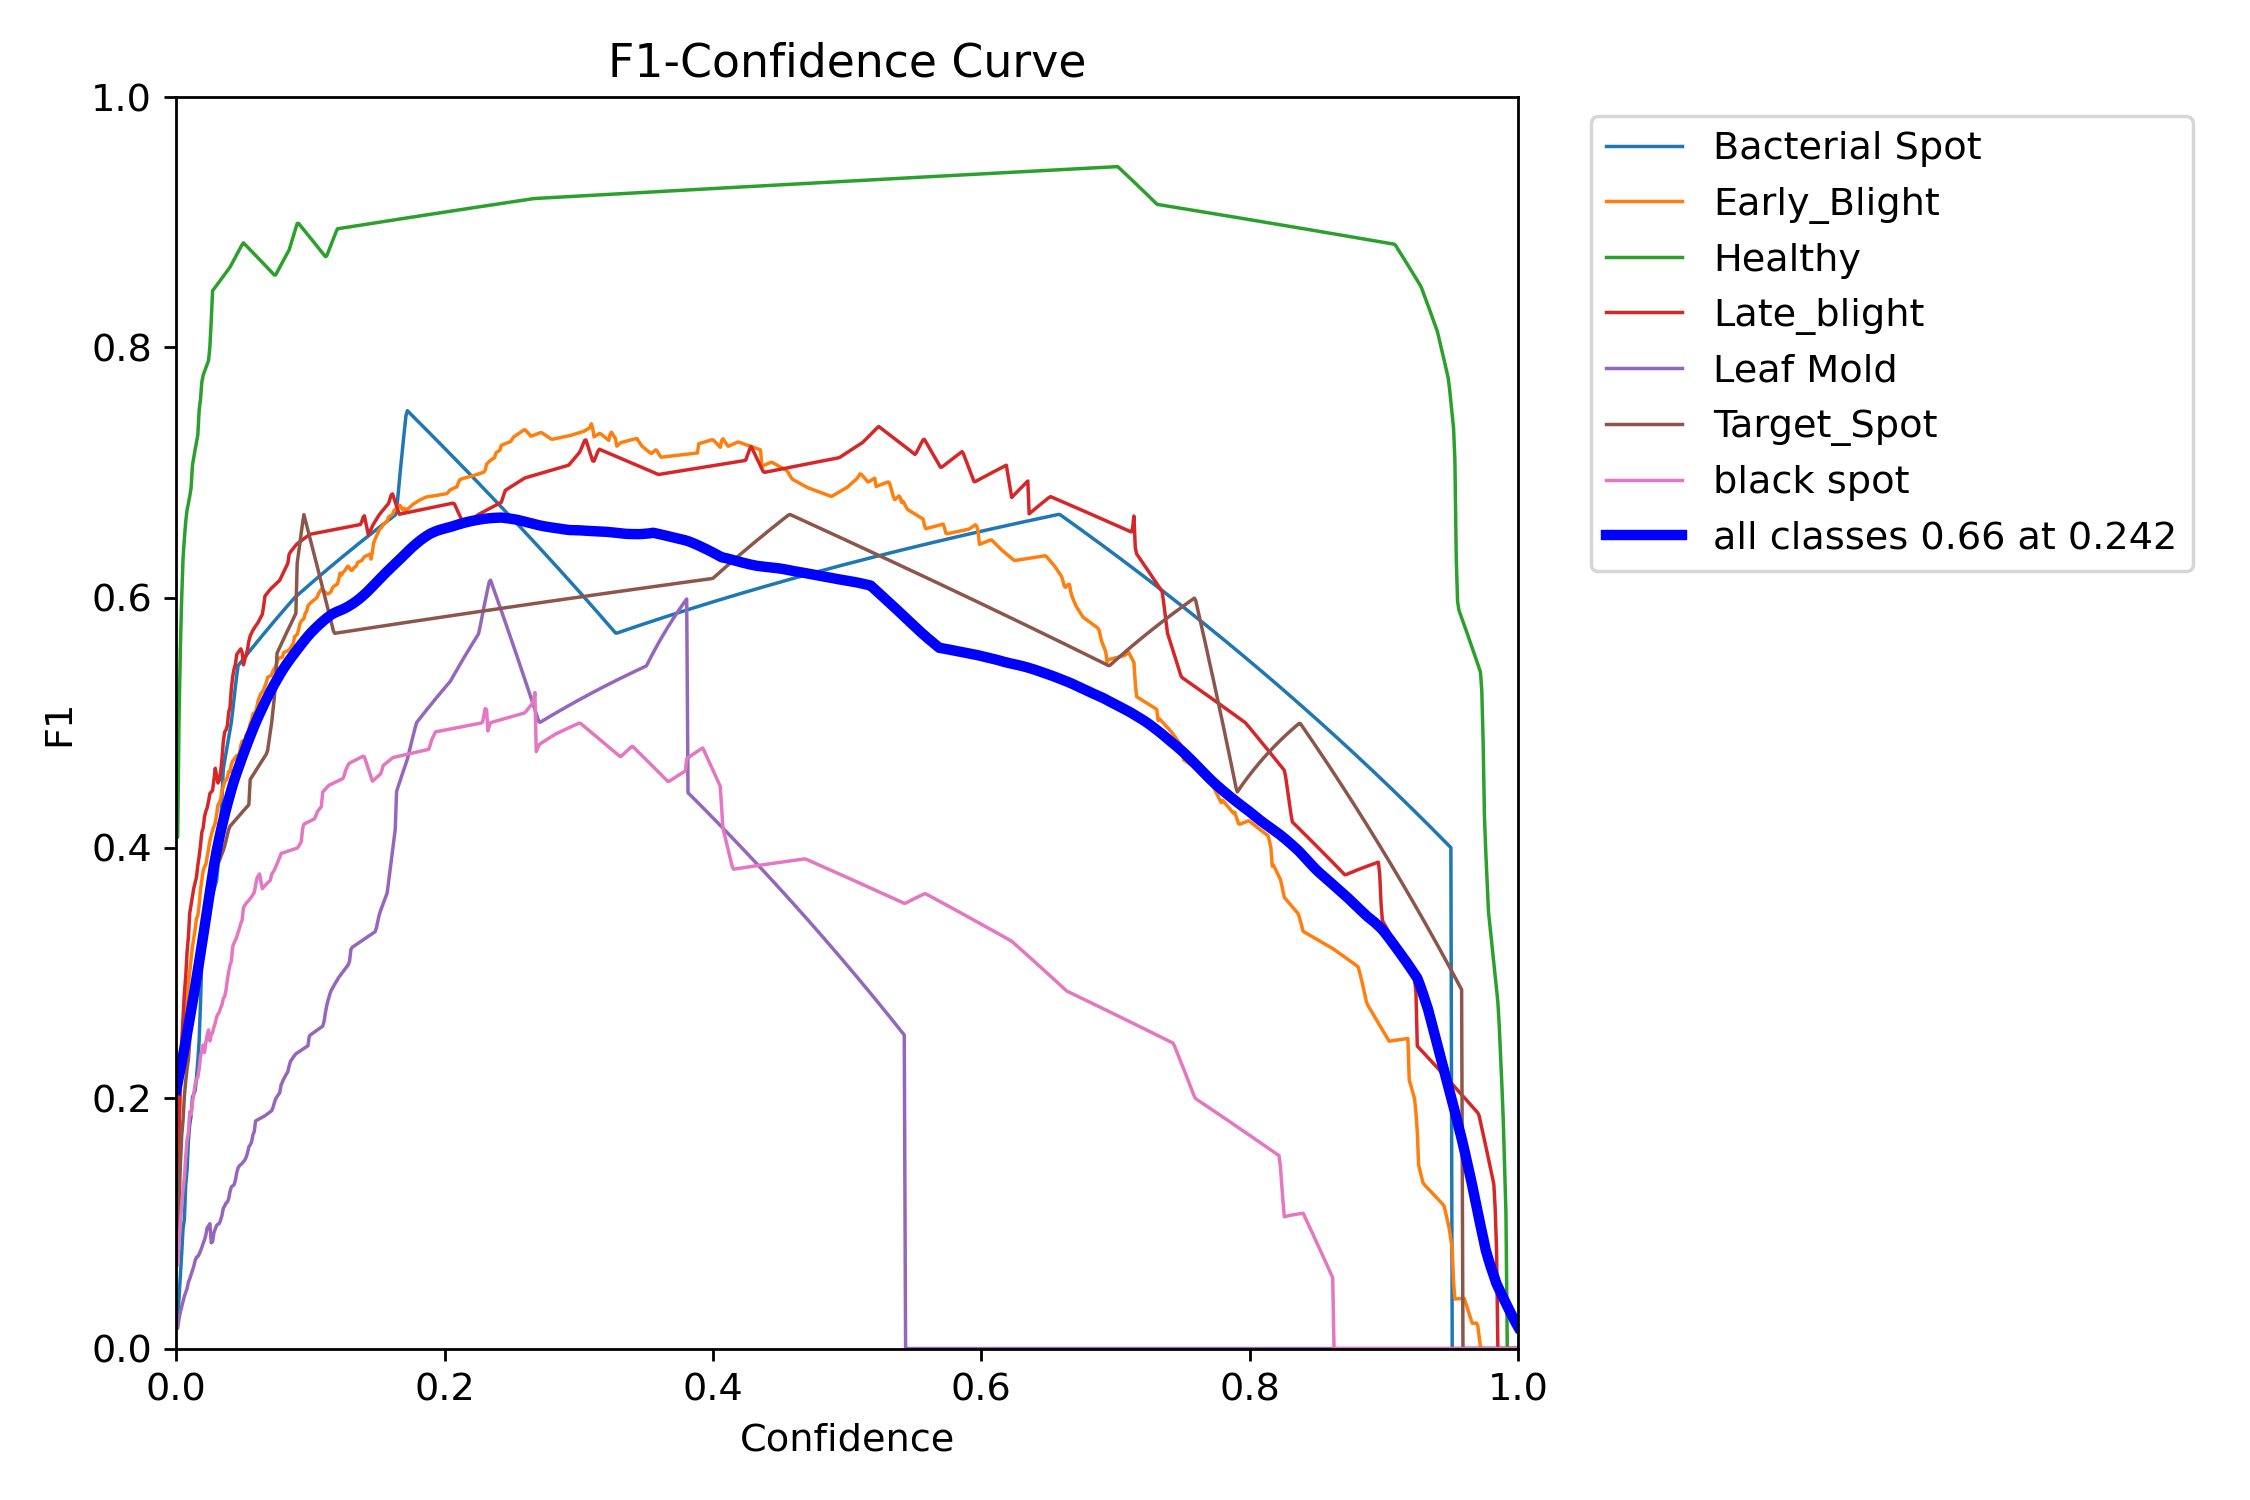 F1-Confidence Curve
1.0
0.8
0.6
0.4
0.2
0.0
F1
0.0 0.2 0.4 0.6 0.8 1.0
Confidence
Bacterial Spot
Early_Blight
Healthy
Late_blight
Leaf Mold
Target_Spot
black spot
all classes 0.66 at 0.242